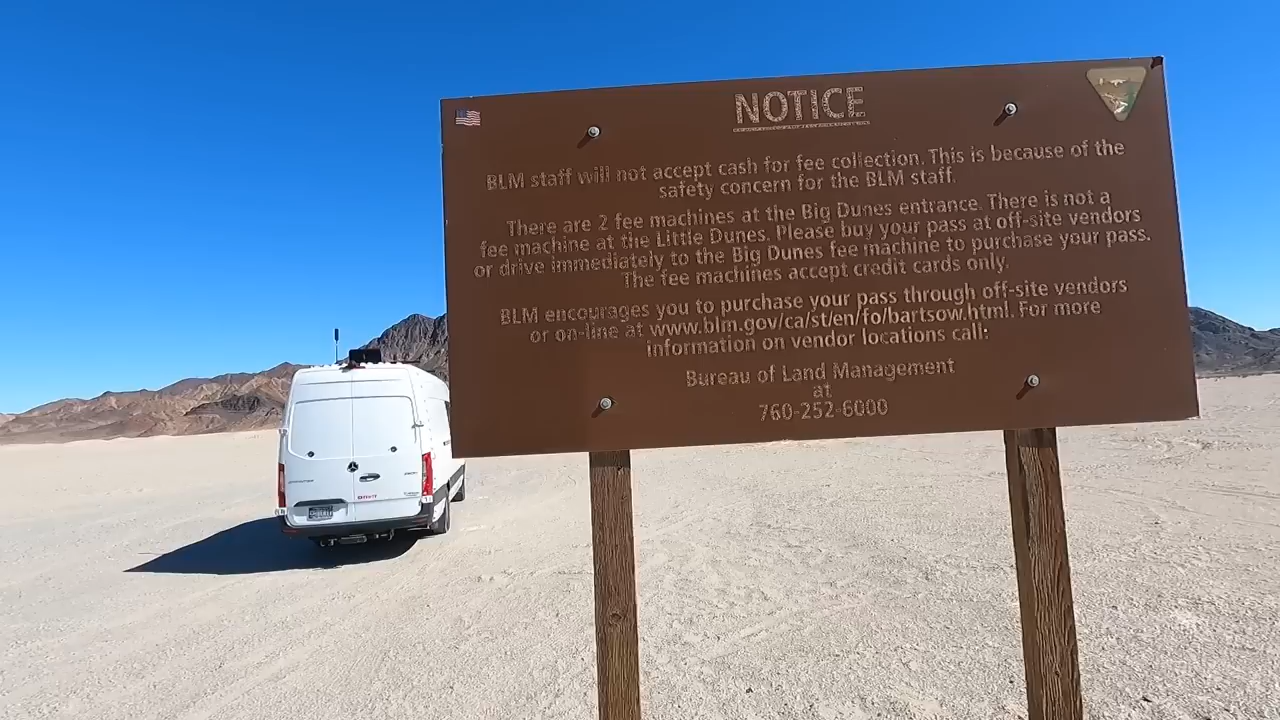 NOTICE
BLM staff will not accept cash for fee collection. This is because of the
safety concern for the BLM staff.
There are 2 fee machines at the Big Dunes entrance. There is not a
fee machine at the Little Dunes. Please buy your pass at off-site vendors
or drive immediately to the Big Dunes fee machine to purchase your pass.
The fee machines accept credit cards only.
BLM encourages you to purchase your pass through off-site vendors
or on-line at www.blm.gov/ca/st/en/fo/bartsow.html. For more
information on vendor locations call:
Bureau of Land Management
at
760-252-6000